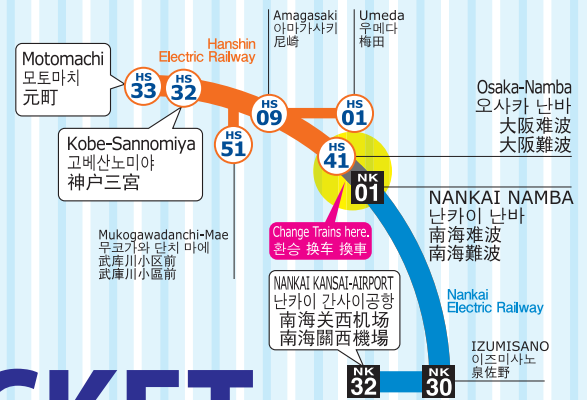 Amagasaki
아마가사키
尼崎
Umeda
우메다
梅田
Hanshin
Electric Railway
Motomachi
모토마치
元町
HS
33
HS
32
HS
09
HS
01
Osaka-Namba
오사카 난바
大阪难波
大阪難波
Kobe-Sannomiya
고베산노미야
神户三宮
HS
51
HS
41
NK
01
NANKAI NAMBA
난카이 난바
南海难波
南海難波
Change Trains here.
환승 换车 換車
Mukogawadanchi-Mae
무코가와 단치 마에
武库川小区前
武庫川小區前
NANKAI KANSAI-AIRPORT
난카이 간사이공항
南海关西机场
南海關西機場
Nankai
Electric Railway
IZUMISANO
이즈미사노
泉佐野
NK
32
NK
30
CKET